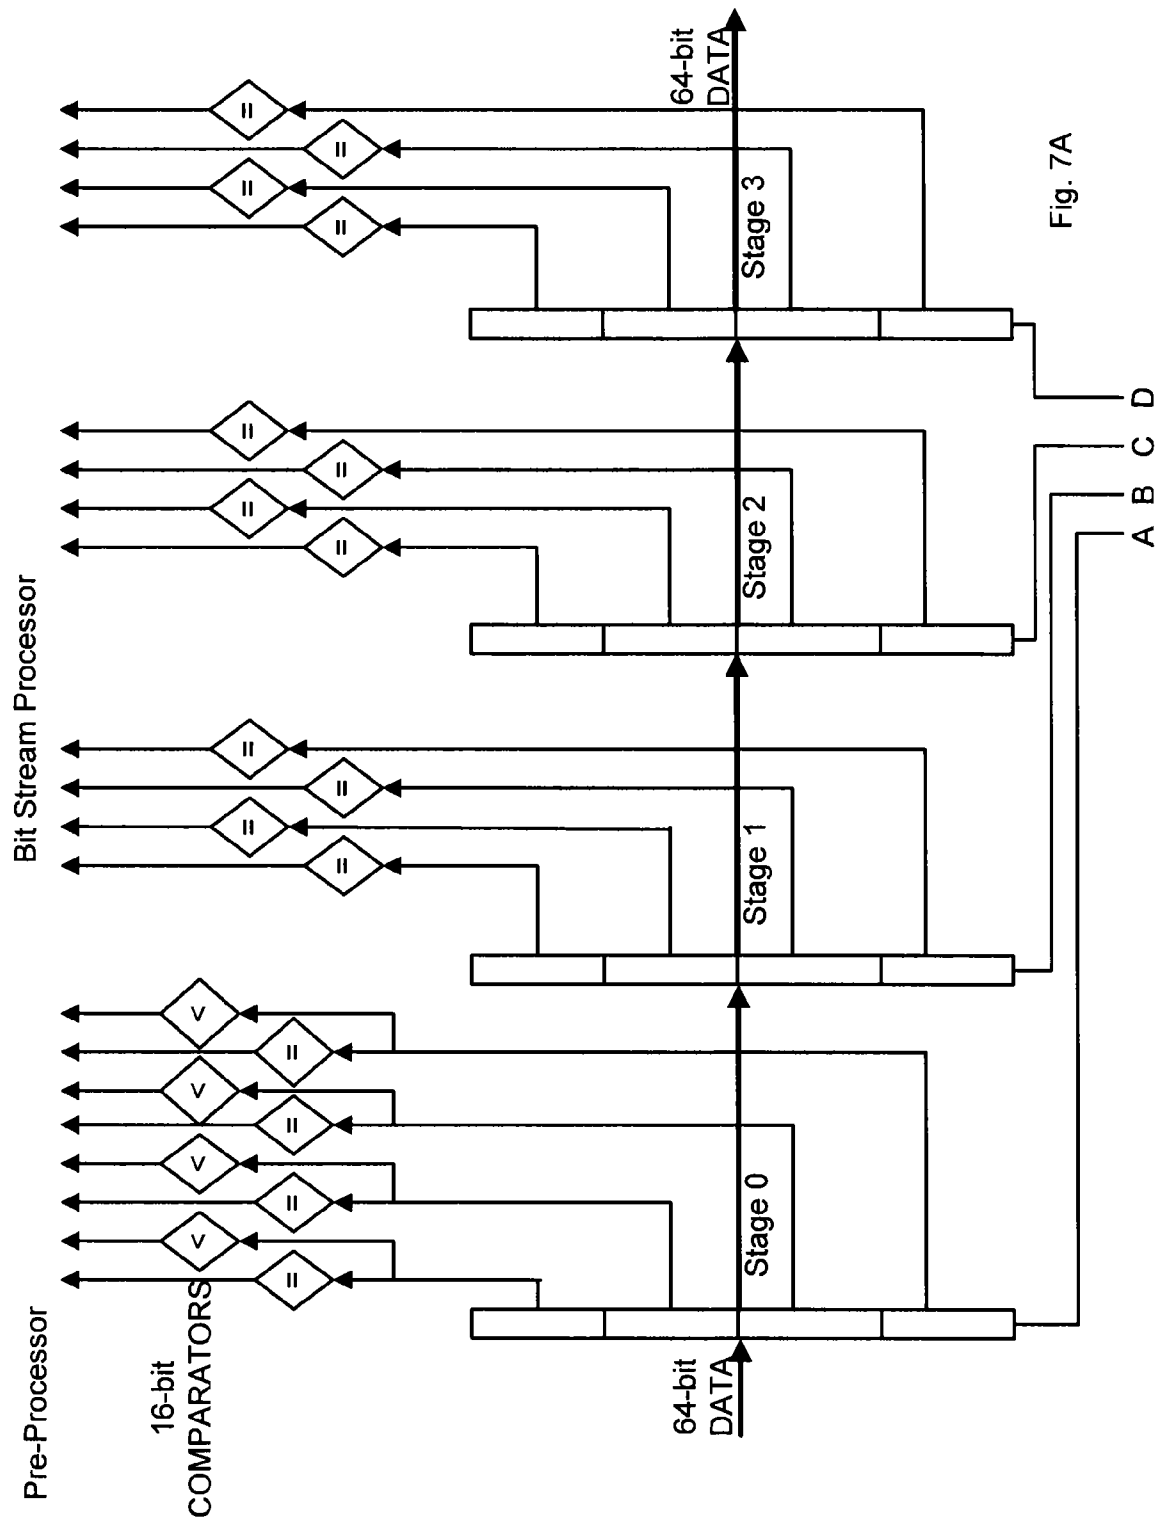 Bit Stream Processor
Pre-Processor
16-bit
COMPARATORS
< < < <
= = = = = =
= = = =
= = = = = =
64-bit
DATA
64-bit
DATA
Stage 0
Stage 1
Stage 2
Stage 3
Fig. 7A
A B C D